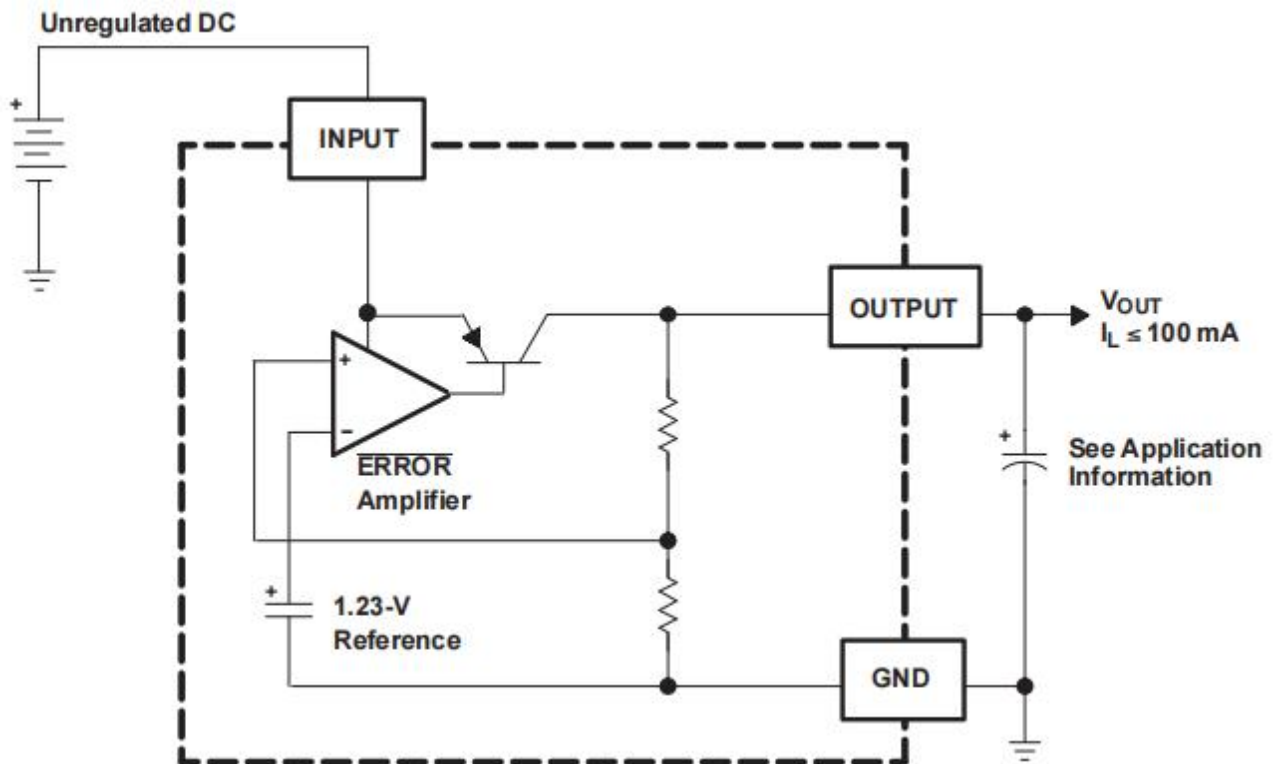 Unregulated DC
+
INPUT
OUTPUT
VOUT
IL ≤ 100 mA
+
−
ERROR
Amplifier
+
See Application
Information
+
1.23-V
Reference
GND